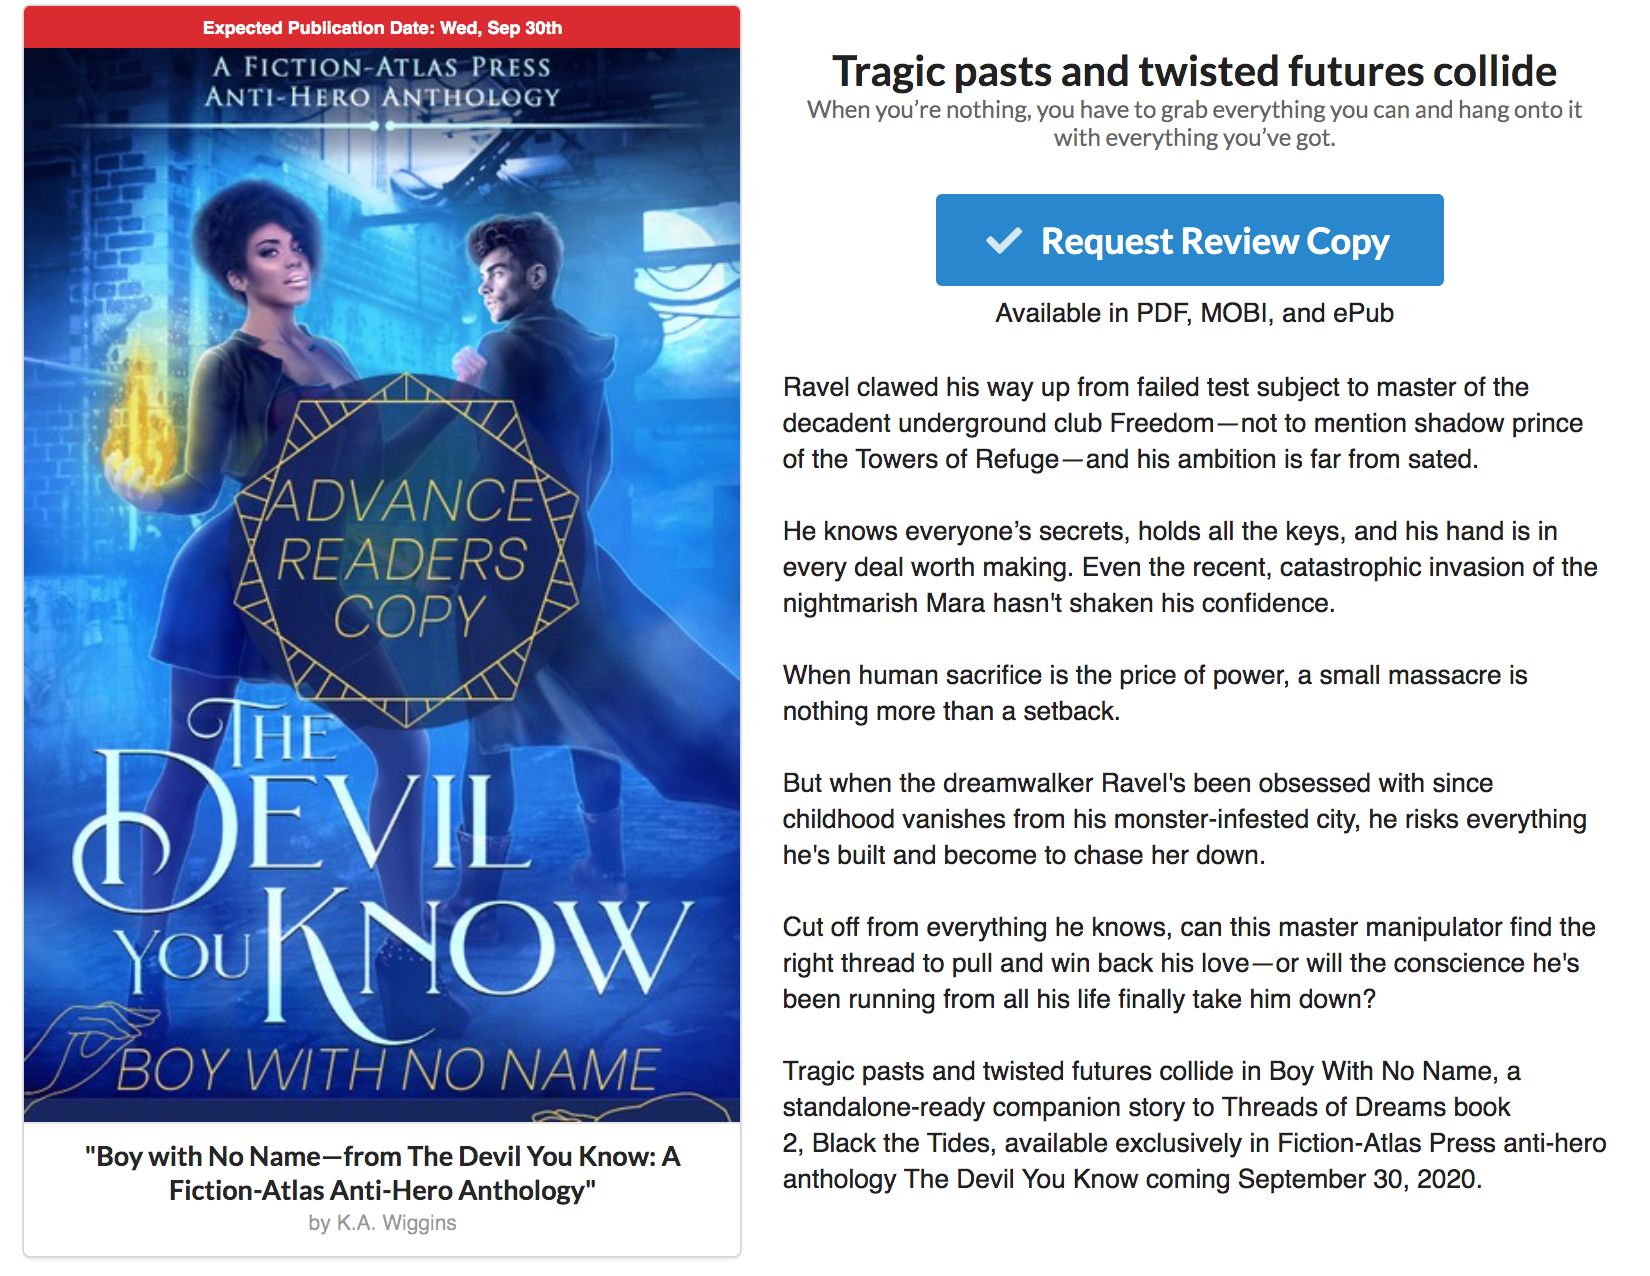 Expected Publication Date: Wed, Sep 30th
A FICTION-ATLAS PRESS
ANTI-HERO ANTHOLOGY
ADVANCE
READERS
COPY
THE
DEVIL
YOU KNOW
BOY WITH NO NAME
"Boy with No Name—from The Devil You Know: A
Fiction-Atlas Anti-Hero Anthology"
by K.A. Wiggins
Tragic pasts and twisted futures collide
When you’re nothing, you have to grab everything you can and hang onto it
with everything you’ve got.
Request Review Copy
Available in PDF, MOBI, and ePub
Ravel clawed his way up from failed test subject to master of the
decadent underground club Freedom—not to mention shadow prince
of the Towers of Refuge—and his ambition is far from sated.
He knows everyone’s secrets, holds all the keys, and his hand is in
every deal worth making. Even the recent, catastrophic invasion of the
nightmarish Mara hasn't shaken his confidence.
When human sacrifice is the price of power, a small massacre is
nothing more than a setback.
But when the dreamwalker Ravel's been obsessed with since
childhood vanishes from his monster-infested city, he risks everything
he's built and become to chase her down.
Cut off from everything he knows, can this master manipulator find the
right thread to pull and win back his love—or will the conscience he's
been running from all his life finally take him down?
Tragic pasts and twisted futures collide in Boy With No Name, a
standalone-ready companion story to Threads of Dreams book
2, Black the Tides, available exclusively in Fiction-Atlas Press anti-hero
anthology The Devil You Know coming September 30, 2020.